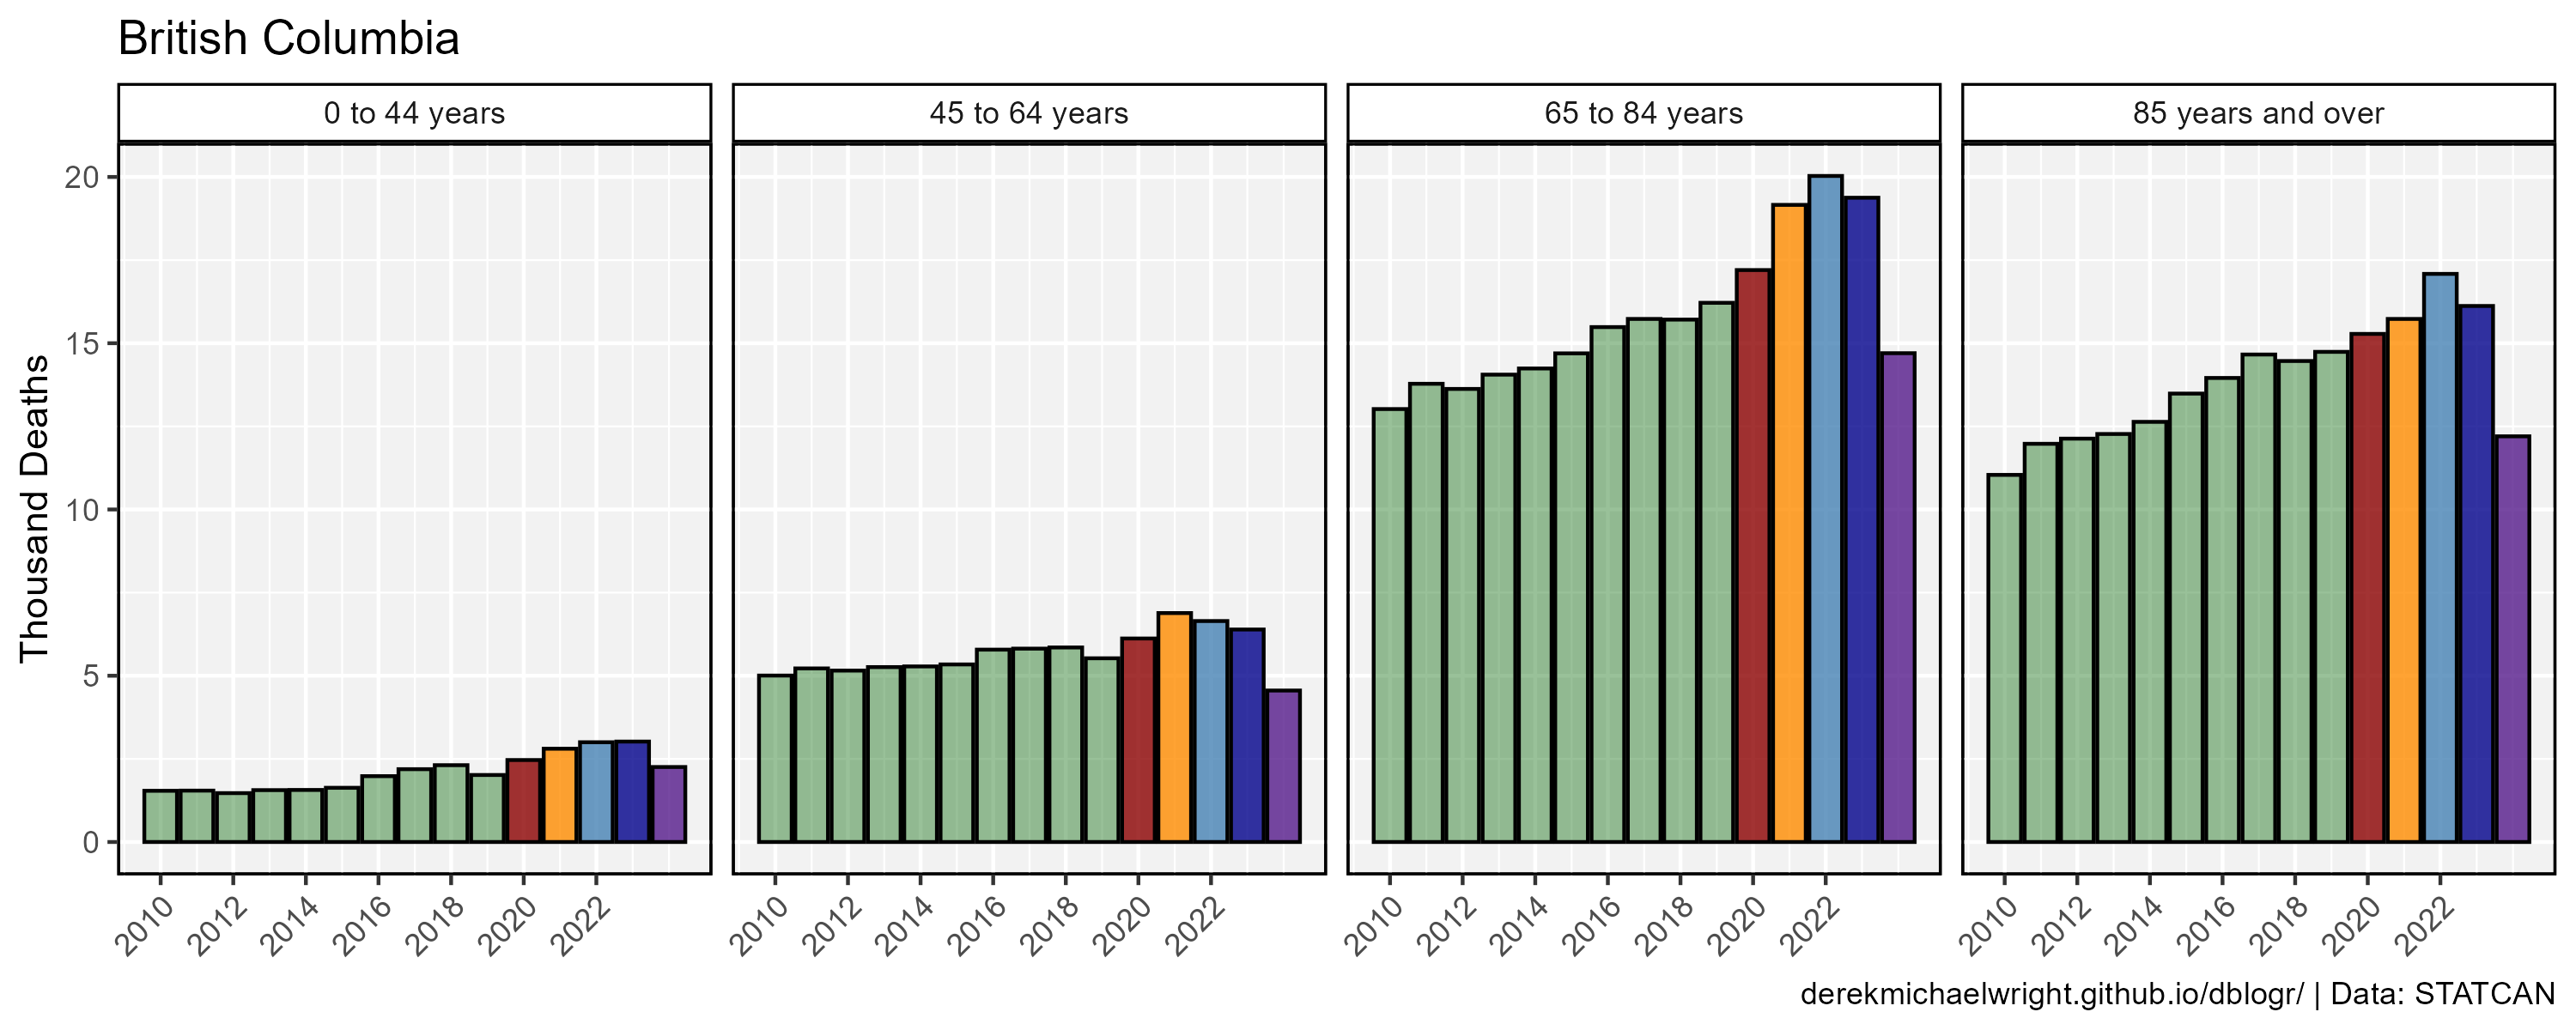 British Columbia
0 to 44 years
45 to 64 years
65 to 84 years
85 years and over
Thousand Deaths
20
15
10
5
0
2010 2012 2014 2016 2018 2020 2022
2010 2012 2014 2016 2018 2020 2022
2010 2012 2014 2016 2018 2020 2022
2010 2012 2014 2016 2018 2020 2022
derekmichaelwright.github.io/dblogr/ | Data: STATCAN